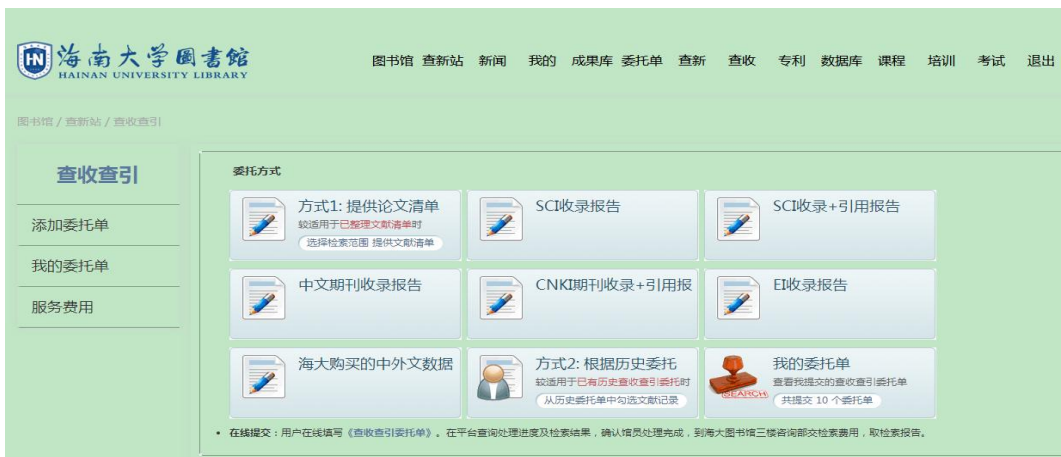 海南大学圖書館
HAINAN UNIVERSITY LIBRARY
图书馆 查新站 新闻 我的 成果库 委托单 查新 查收 专利 数据库 课程 培训 考试 退出
图书馆 / 查新站 / 查收查引
查收查引
添加委托单
我的委托单
服务费用
委托方式
方式1: 提供论文清单
较适用于已整理文献清单时
选择检索范围 提供文献清单
SCI收录报告
SCI收录+引用报告
中文期刊收录报告
CNKI期刊收录+引用报
EI收录报告
海大购买的中外文数据
方式2: 根据历史委托
较适用于已有历史查收查引委托时
从历史委托单中勾选文献记录
SEARCH
我的委托单
查看我提交的查收查引委托单
共提交 10 个委托单
• 在线提交：用户在线填写《查收查引委托单》。在平台查询处理进度及检索结果，确认馆员处理完成，到海大图书馆三楼咨询部交检索费用，取检索报告。